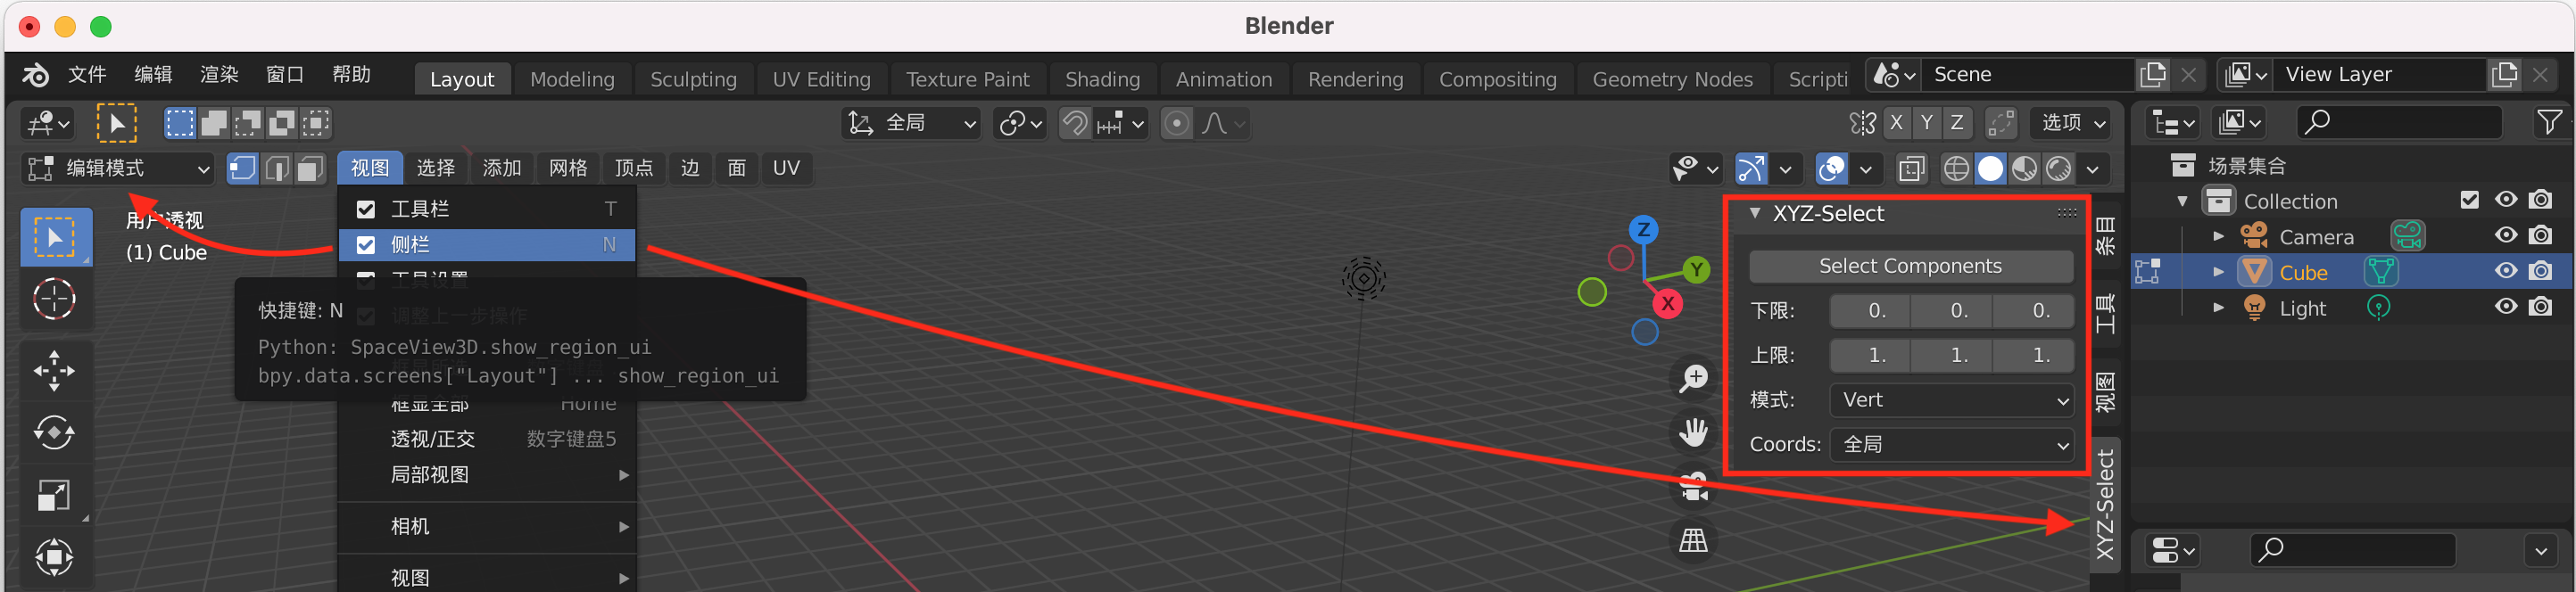 Blender
文件 编辑 渲染 窗口 帮助 Layout Modeling Sculpting UV Editing Texture Paint Shading Animation Rendering Compositing Geometry Nodes Scripti Scene View Layer
全局 X Y Z 选项
编辑模式 视图 选择 添加 网格 顶点 边 面 UV
用户透视
(1) Cube
工具栏 T
侧栏 N
工具设置
调整上一步操作
快捷键: N
Python: SpaceView3D.show_region_ui
bpy.data.screens["Layout"] ... show_region_ui
框显全部 Home
透视/正交 数字键盘5
局部视图
相机
视图
Z
Y
X
XYZ-Select
Select Components
下限: 0. 0. 0.
上限: 1. 1. 1.
模式: Vert
Coords: 全局
条目
工具
视图
XYZ-Select
场景集合
Collection
Camera
Cube
Light